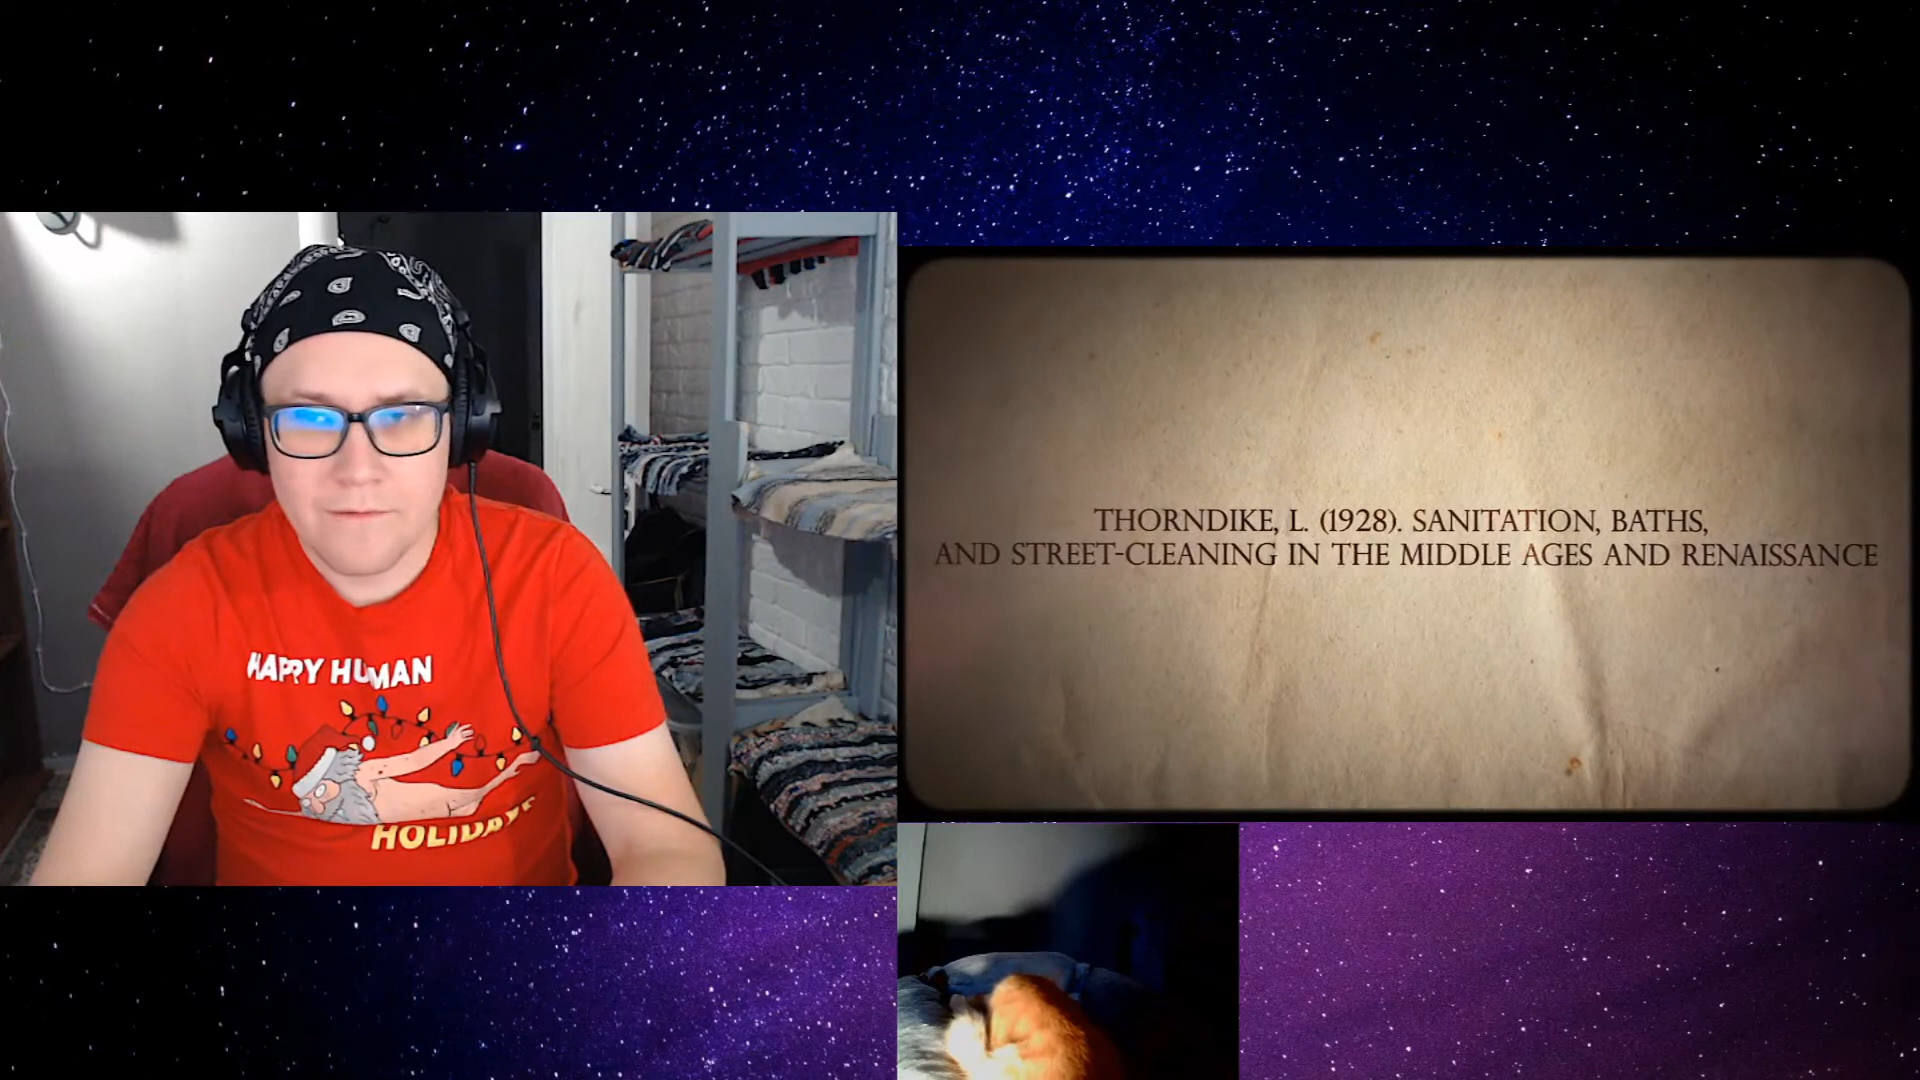 HAPPY HUMAN
HOLIDAYS
THORNDIKE, L. (1928). SANITATION, BATHS,
AND STREET-CLEANING IN THE MIDDLE AGES AND RENAISSANCE